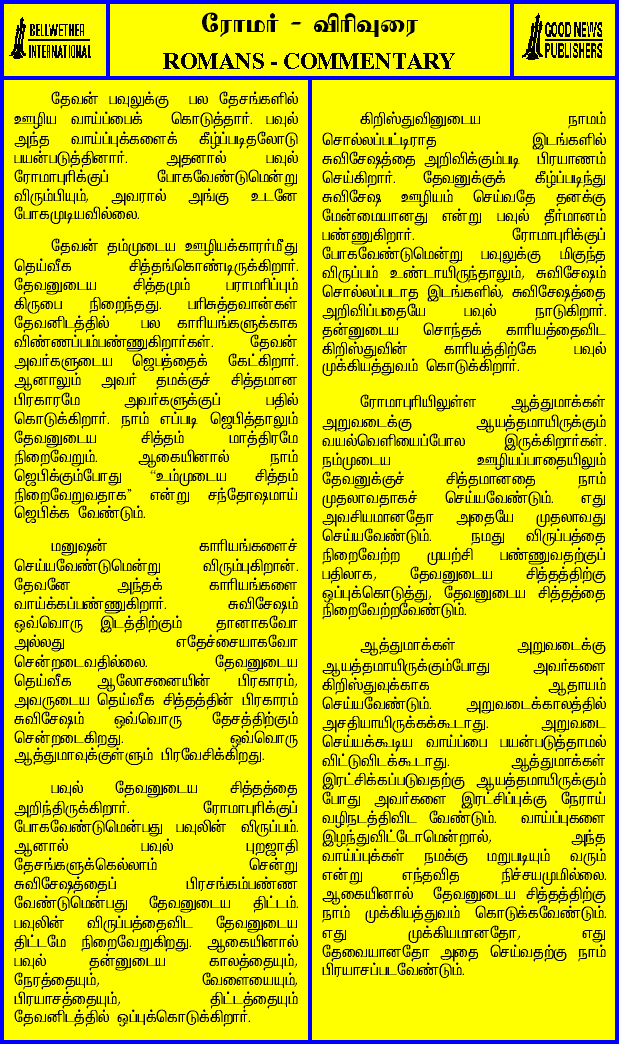 BELLWETHER
INTERNATIONAL
ரோமர் - விரிவுரை
ROMANS - COMMENTARY
GOOD NEWS
PUBLISHERS
தேவன் பவுலுக்கு பல தேசங்களில்
ஊழிய வாய்ப்பைக் கொடுத்தார். பவுல்
அந்த வாய்ப்புக்களைக் கீழ்ப்படிதலோடு
பயன்படுத்தினார். அதனால் பவுல்
ரோமாபுரிக்குப் போகவேண்டுமென்று
விரும்பியும், அவரால் அங்கு உடனே
போகமுடியவில்லை.
தேவன் தம்முடைய ஊழியக்காரர்மீது
தெய்வீக சித்தங்கொண்டிருக்கிறார்.
தேவனுடைய சித்தமும் பராமரிப்பும்
கிருபை நிறைந்தது. பரிசுத்தவான்கள்
தேவனிடத்தில் பல காரியங்களுக்காக
விண்ணப்பம்பண்ணுகிறார்கள். தேவன்
அவர்களுடைய ஜெபத்தைக் கேட்கிறார்.
ஆனாலும் அவர் தமக்குச் சித்தமான
பிரகாரமே அவர்களுக்குப் பதில்
கொடுக்கிறார். நாம் எப்படி ஜெபித்தாலும்
தேவனுடைய சித்தம் மாத்திரமே
நிறைவேறும். ஆகையினால் நாம்
ஜெபிக்கும்போது “உம்முடைய சித்தம்
நிறைவேறுவதாக” என்று சந்தோஷமாய்
ஜெபிக்க வேண்டும்.
மனுஷன் காரியங்களைச்
செய்யவேண்டுமென்று விரும்புகிறான்.
தேவனே அந்தக் காரியங்களை
வாய்க்கப்பண்ணுகிறார். சுவிசேஷம்
ஒவ்வொரு இடத்திற்கும் தானாகவோ
அல்லது எதேச்சையாகவோ
சென்றடைவதில்லை. தேவனுடைய
தெய்வீக ஆலோசனையின் பிரகாரம்,
அவருடைய தெய்வீக சித்தத்தின் பிரகாரம்
சுவிசேஷம் ஒவ்வொரு தேசத்திற்கும்
சென்றடைகிறது. ஒவ்வொரு
ஆத்துமாவுக்குள்ளும் பிரவேசிக்கிறது.
பவுல் தேவனுடைய சித்தத்தை
அறிந்திருக்கிறார். ரோமாபுரிக்குப்
போகவேண்டுமென்பது பவுலின் விருப்பம்.
ஆனால் பவுல் புறஜாதி
தேசங்களுக்கெல்லாம் சென்று
சுவிசேஷத்தைப் பிரசங்கம்பண்ண
வேண்டுமென்பது தேவனுடைய திட்டம்.
பவுலின் விருப்பத்தைவிட தேவனுடைய
திட்டமே நிறைவேறுகிறது. ஆகையினால்
பவுல் தன்னுடைய காலத்தையும்,
நேரத்தையும், வேளையையும்,
பிரயாசத்தையும், திட்டத்தையும்
தேவனிடத்தில் ஒப்புக்கொடுக்கிறார்.
கிறிஸ்துவினுடைய நாமம்
சொல்லப்பட்டிராத இடங்களில்
சுவிசேஷத்தை அறிவிக்கும்படி பிரயாணம்
செய்கிறார். தேவனுக்குக் கீழ்ப்படிந்து
சுவிசேஷ ஊழியம் செய்வதே தனக்கு
மேன்மையானது என்று பவுல் தீர்மானம்
பண்ணுகிறார். ரோமாபுரிக்குப்
போகவேண்டுமென்று பவுலுக்கு மிகுந்த
விருப்பம் உண்டாயிருந்தாலும், சுவிசேஷம்
சொல்லப்படாத இடங்களில், சுவிசேஷத்தை
அறிவிப்பதையே பவுல் நாடுகிறார்.
தன்னுடைய சொந்தக் காரியத்தைவிட
கிறிஸ்துவின் காரியத்திற்கே பவுல்
முக்கியத்துவம் கொடுக்கிறார்.
ரோமாபுரியிலுள்ள ஆத்துமாக்கள்
அறுவடைக்கு ஆயத்தமாயிருக்கும்
வயல்வெளியைப்போல இருக்கிறார்கள்.
நம்முடைய ஊழியப்பாதையிலும்
தேவனுக்குச் சித்தமானதை நாம்
முதலாவதாகச் செய்யவேண்டும். எது
அவசியமானதோ அதையே முதலாவது
செய்யவேண்டும். நமது விருப்பத்தை
நிறைவேற்ற முயற்சி பண்ணுவதற்குப்
பதிலாக, தேவனுடைய சித்தத்திற்கு
ஒப்புக்கொடுத்து, தேவனுடைய சித்தத்தை
நிறைவேற்றவேண்டும்.
ஆத்துமாக்கள் அறுவடைக்கு
ஆயத்தமாயிருக்கும்போது அவர்களை
கிறிஸ்துவுக்காக ஆதாயம்
செய்யவேண்டும். அறுவடைக்காலத்தில்
அசதியாயிருக்கக்கூடாது. அறுவடை
செய்யக்கூடிய வாய்ப்பை பயன்படுத்தாமல்
விட்டுவிடக்கூடாது. ஆத்துமாக்கள்
இரட்சிக்கப்படுவதற்கு ஆயத்தமாயிருக்கும்
போது அவர்களை இரட்சிப்புக்கு நேராய்
வழிநடத்திவிட வேண்டும். வாய்ப்புகளை
இழந்துவிட்டோமென்றால், அந்த
வாய்ப்புக்கள் நமக்கு மறுபடியும் வரும்
என்று எந்தவித நிச்சயமுமில்லை.
ஆகையினால் தேவனுடைய சித்தத்திற்கு
நாம் முக்கியத்துவம் கொடுக்கவேண்டும்.
எது முக்கியமானதோ, எது
தேவையானதோ அதை செய்வதற்கு நாம்
பிரயாசப்படவேண்டும்.